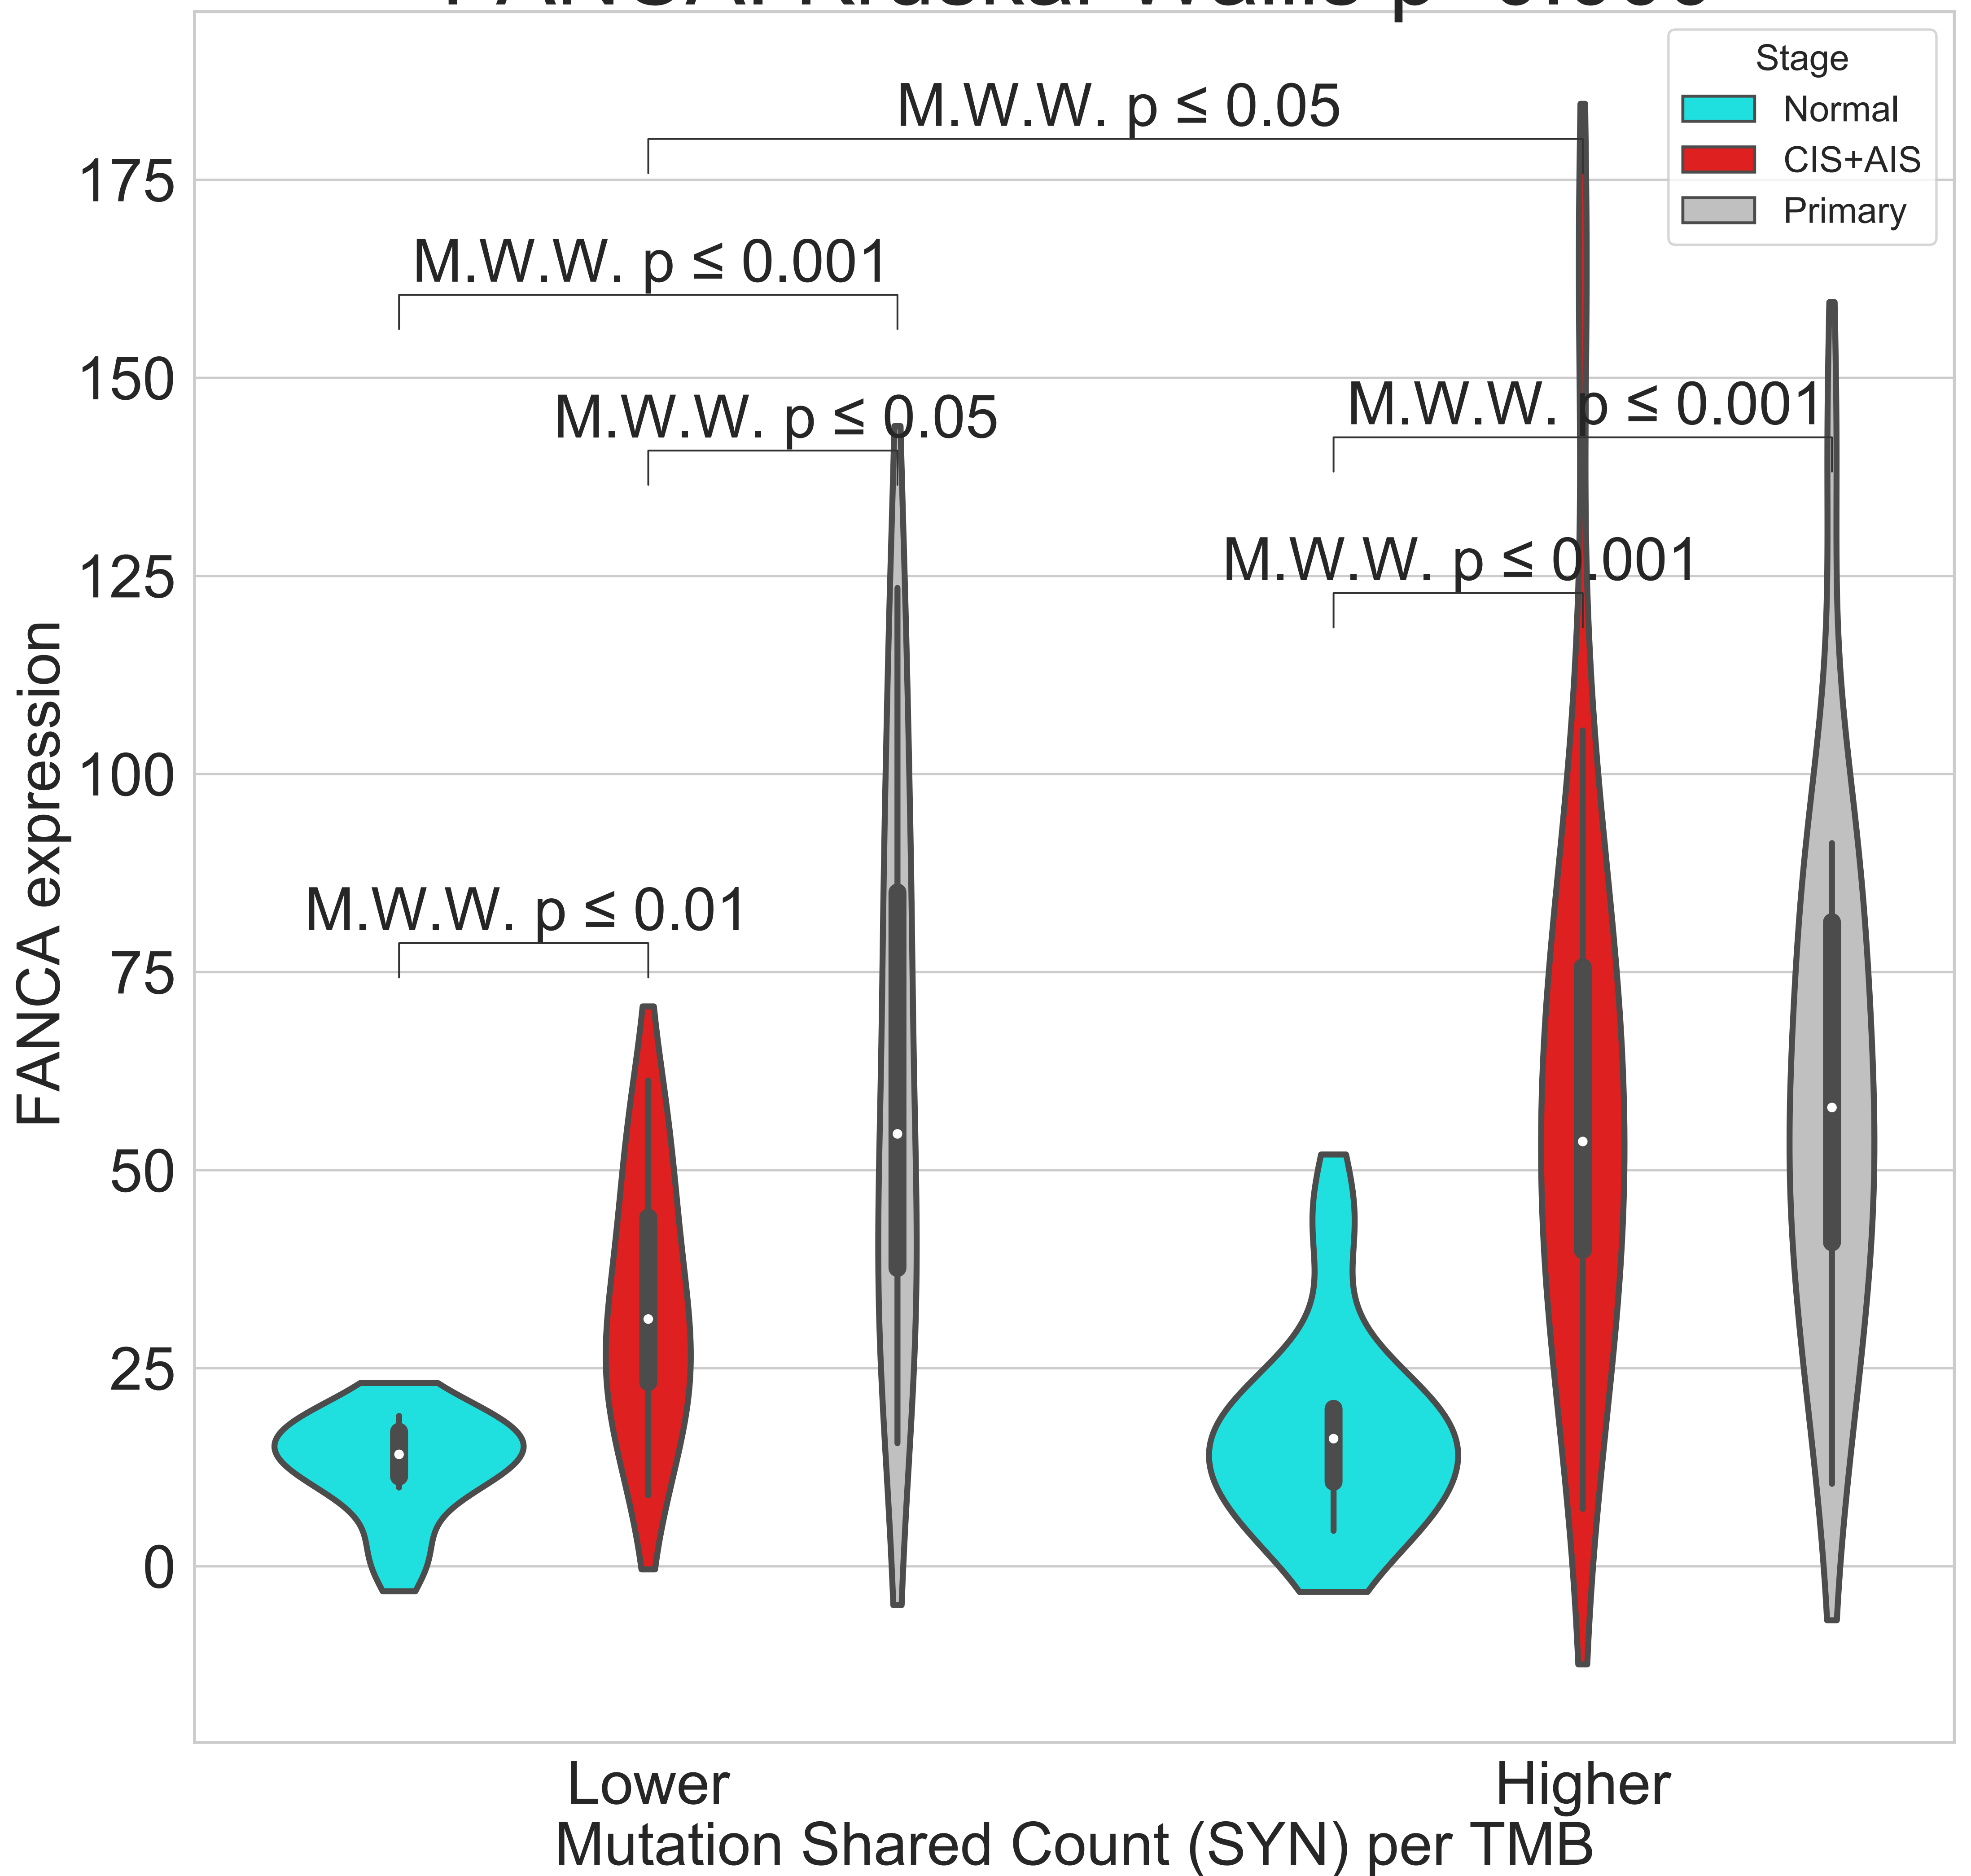 Stage
Normal
CIS+AIS
Primary
M.W.W. p ≤ 0.05
M.W.W. p ≤ 0.001
M.W.W. p ≤ 0.05
M.W.W. p ≤ 0.001
M.W.W. p ≤ 0.001
M.W.W. p ≤ 0.01
175
150
125
100
75
50
25
0
FANCA expression
Lower
Higher
Mutation Shared Count (SYN) per TMB